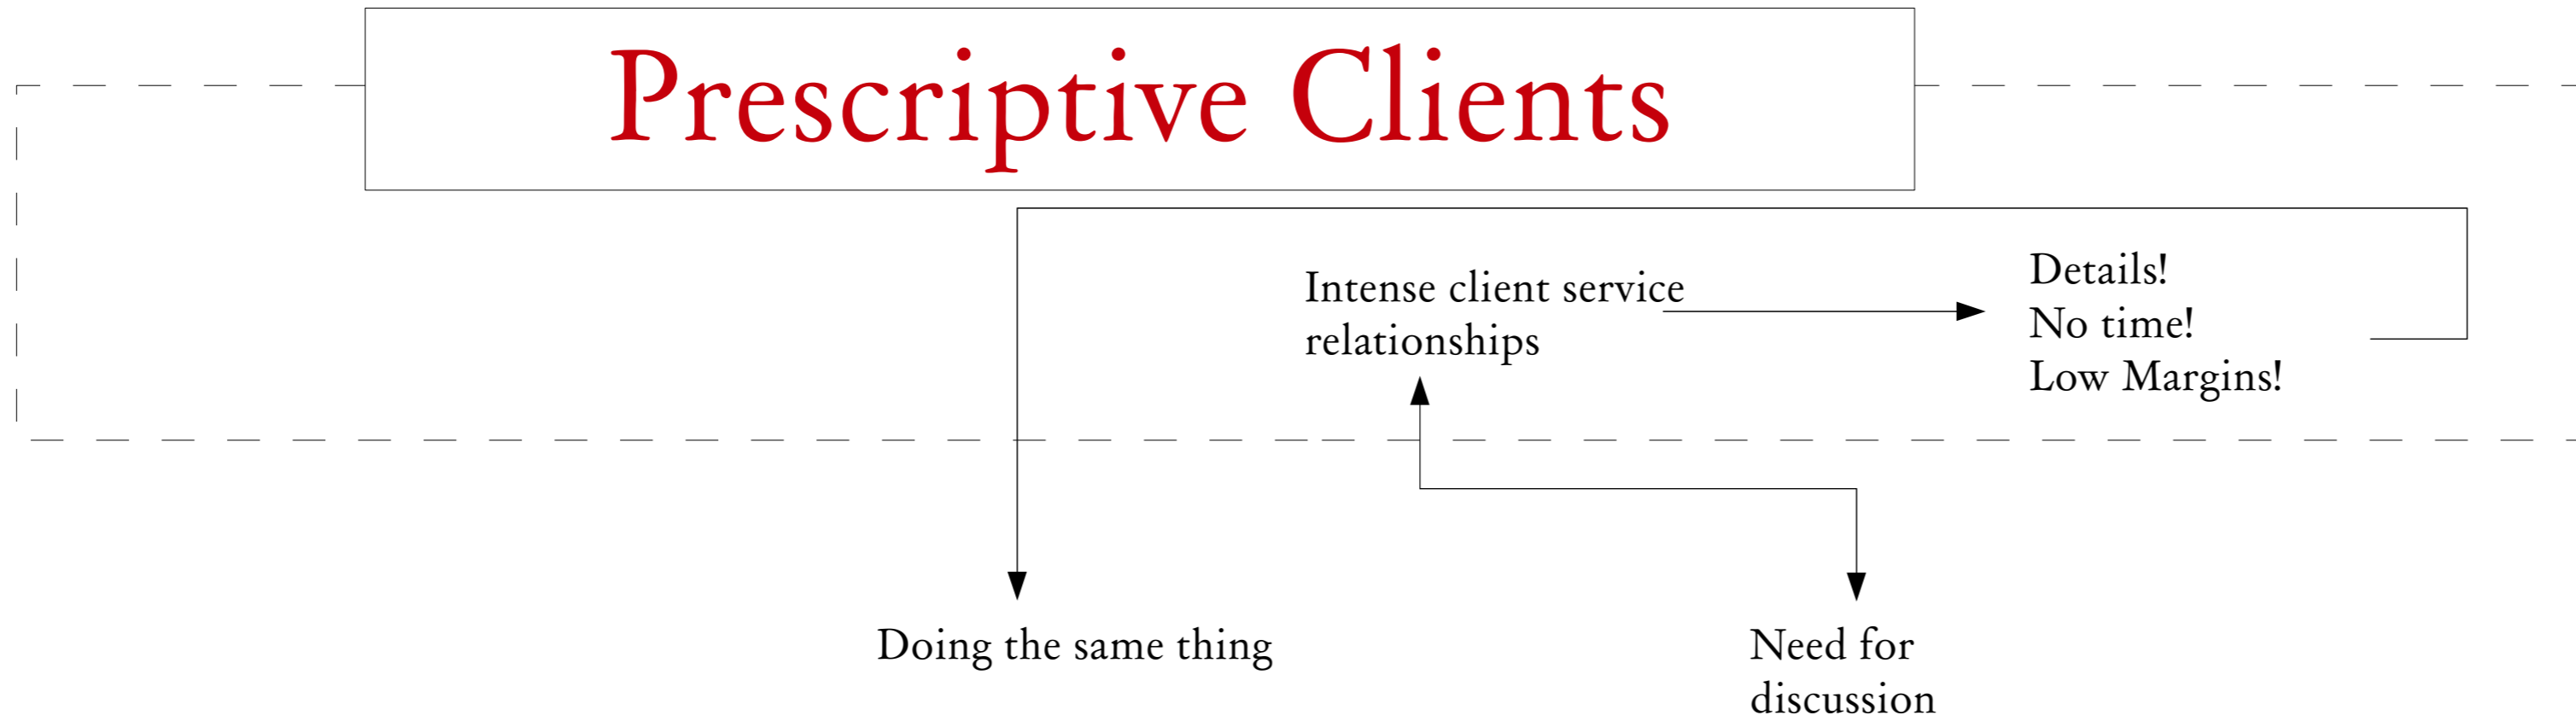 Prescriptive Clients
Intense client service
relationships
Details!
No time!
Low Margins!
Doing the same thing
Need for
discussion